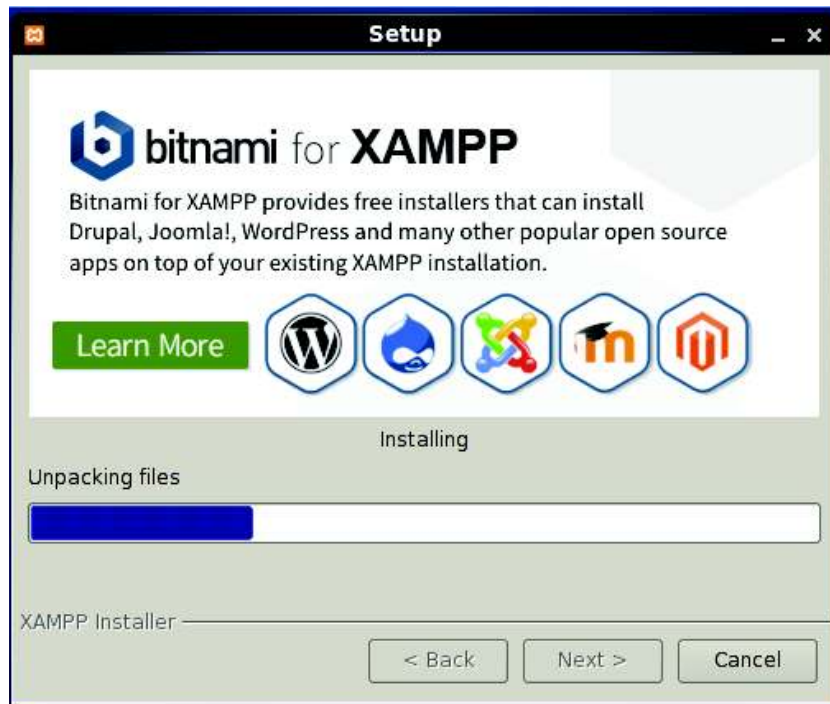 Setup
bitnami for XAMPP
Bitnami for XAMPP provides free installers that can install
Drupal, Joomla!, WordPress and many other popular open source
apps on top of your existing XAMPP installation.
Learn More
Installing
Unpacking files
XAMPP Installer
< Back Next > Cancel